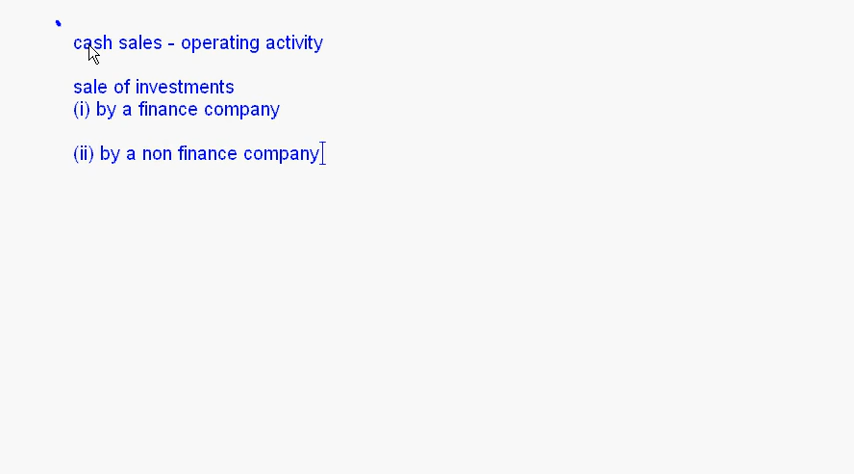 cash sales - operating activity
sale of investments
(i) by a finance company
(ii) by a non finance company